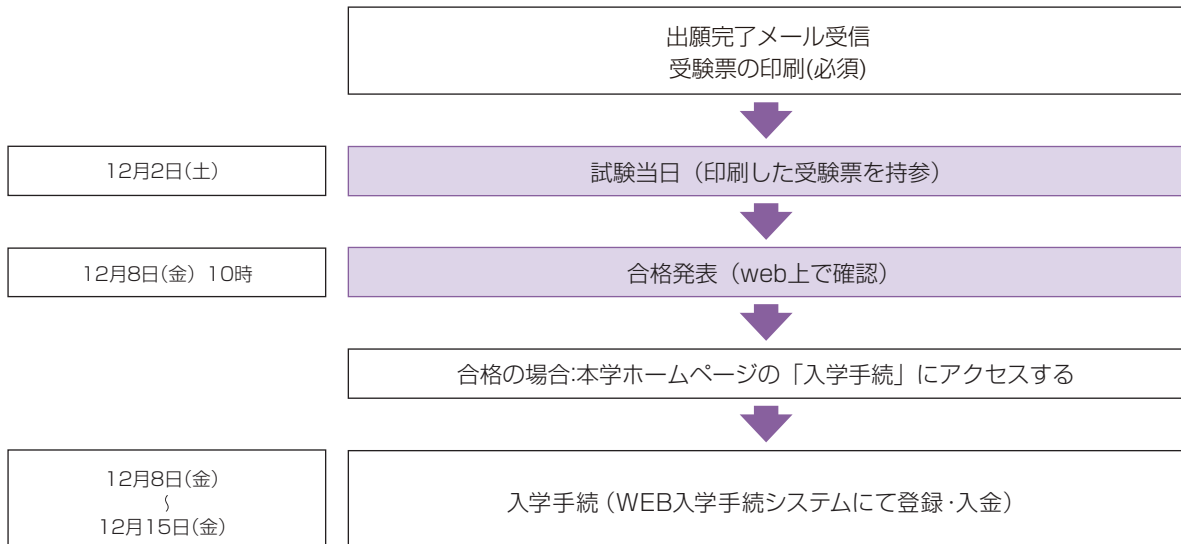 出願完了メール受信
受験票の印刷(必須)
12月2日(土)
試験当日（印刷した受験票を持参）
12月8日(金) 10時
合格発表（web上で確認）
合格の場合:本学ホームページの「入学手続」にアクセスする
12月8日(金)
〜
12月15日(金)
入学手続（WEB入学手続システムにて登録・入金）